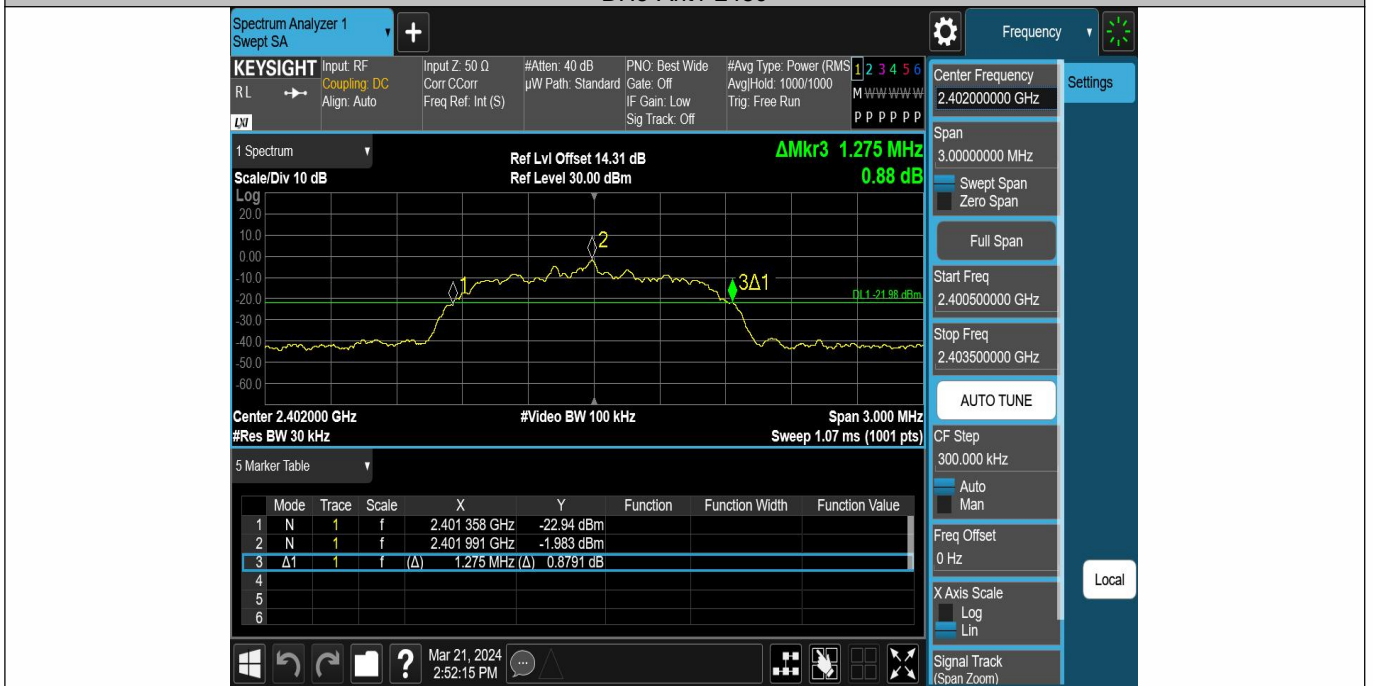 Spectrum Analyzer 1
Swept SA
+
Frequency
KEYSIGHT
RL
LXI
Input: RF
Coupling: DC
Align: Auto
Input Z: 50 Ω
Corr CCorr
Freq Ref: Int (S)
#Atten: 40 dB
µW Path: Standard
PNO: Best Wide
Gate: Off
IF Gain: Low
Sig Track: Off
#Avg Type: Power (RMS
Avg|Hold: 1000/1000
Trig: Free Run
1 2 3 4 5 6
M W W W W W
P P P P P P
Center Frequency
2.402000000 GHz
Settings
Span
3.00000000 MHz
Swept Span
Zero Span
Full Span
Start Freq
2.400500000 GHz
Stop Freq
2.403500000 GHz
AUTO TUNE
CF Step
300.000 kHz
Auto
Man
Freq Offset
0 Hz
X Axis Scale
Log
Lin
Signal Track
(Span Zoom)
Local
1 Spectrum
Scale/Div 10 dB
Ref Lvl Offset 14.31 dB
Ref Level 30.00 dBm
ΔMkr3 1.275 MHz
0.88 dB
Log
20.0
10.0
0.00
-10.0
-20.0
-30.0
-40.0
-50.0
-60.0
1
2
3Δ1
DL1 -21.98 dBm
Center 2.402000 GHz
#Res BW 30 kHz
#Video BW 100 kHz
Span 3.000 MHz
Sweep 1.07 ms (1001 pts)
5 Marker Table
Mode Trace Scale X Y Function Function Width Function Value
1 N 1 f 2.401 358 GHz -22.94 dBm
2 N 1 f 2.401 991 GHz -1.983 dBm
3 Δ1 1 f (Δ) 1.275 MHz (Δ) 0.8791 dB
4
5
6
?
Mar 21, 2024
2:52:15 PM